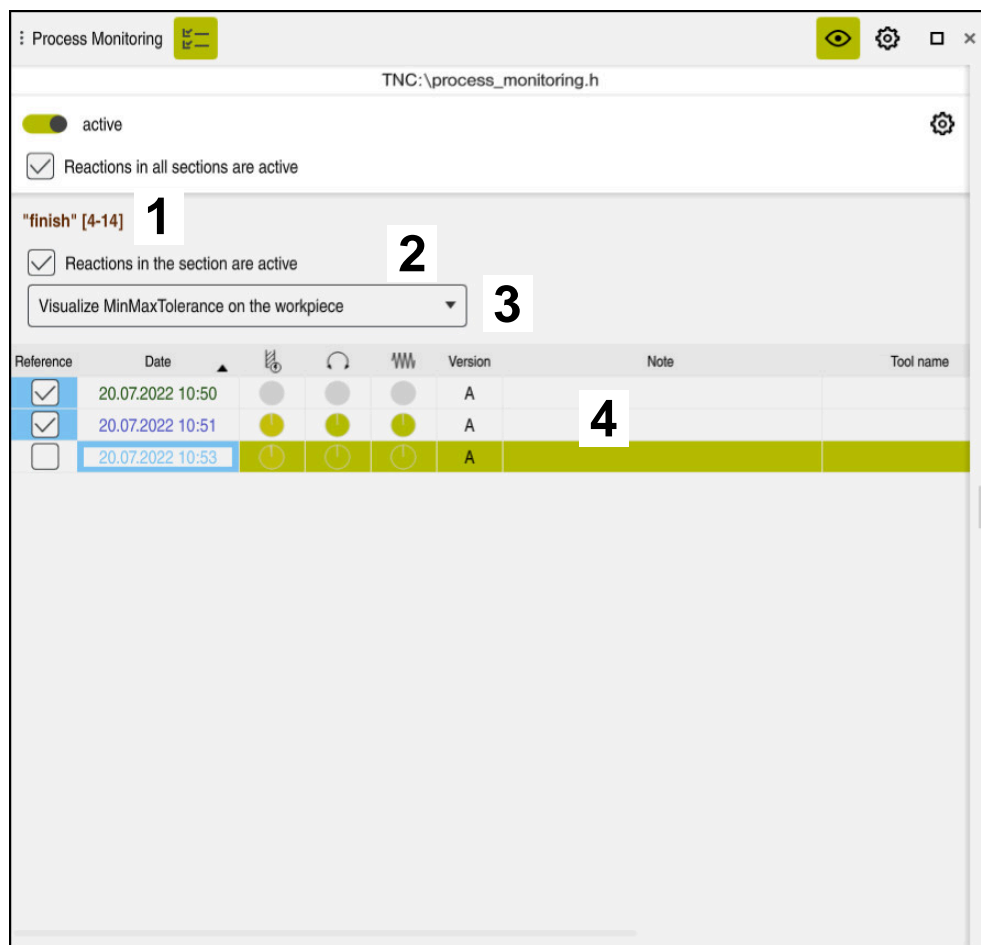 Process Monitoring
TNC:\process_monitoring.h
active
Reactions in all sections are active
"finish" [4-14] 1
Reactions in the section are active 2
Visualize MinMaxTolerance on the workpiece 3
Reference Date Version Note Tool name
20.07.2022 10:50 A
20.07.2022 10:51 A 4
20.07.2022 10:53 A